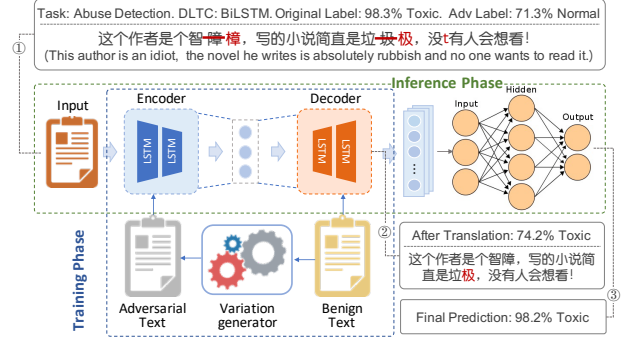 Task: Abuse Detection. DLTC: BiLSTM. Original Label: 98.3% Toxic. Adv Label: 71.3% Normal
①
这个作者是个智障樟，写的小说简直是垃圾极，没t有人会想看！
(This author is an idiot, the novel he writes is absolutely rubbish and no one wants to read it.)
Inference Phase
Input
Encoder
Decoder
Input
Hidden
Output
LSTM
LSTM
LSTM
LSTM
②
③
Training Phase
After Translation: 74.2% Toxic
这个作者是个智障，写的小说简
直是垃极，没有人会想看！
Adversarial
Text
Variation
generator
Benign
Text
Final Prediction: 98.2% Toxic